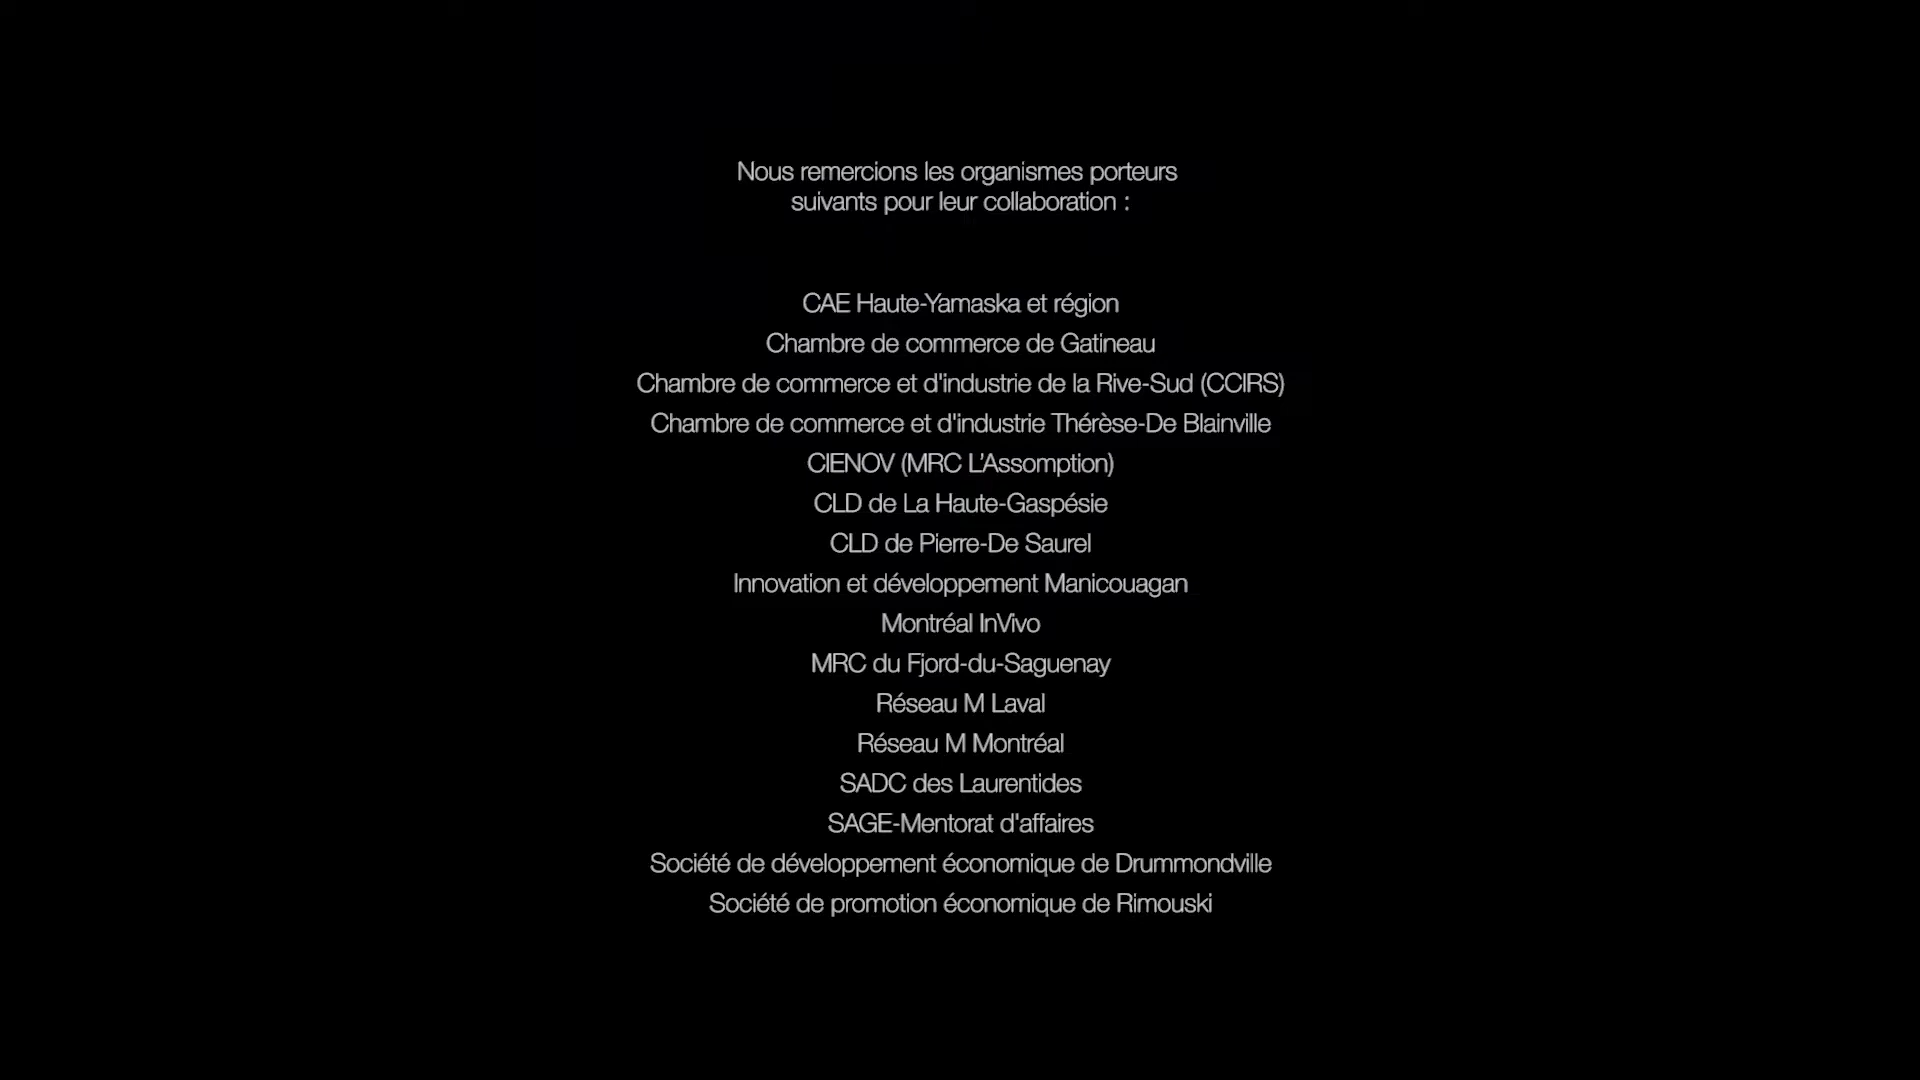 Nous remercions les organismes porteurs
suivants pour leur collaboration :
CAE Haute-Yamaska et région
Chambre de commerce de Gatineau
Chambre de commerce et d'industrie de la Rive-Sud (CCIRS)
Chambre de commerce et d'industrie Thérèse-De Blainville
CIENOV (MRC L’Assomption)
CLD de La Haute-Gaspésie
CLD de Pierre-De Saurel
Innovation et développement Manicouagan
Montréal InVivo
MRC du Fjord-du-Saguenay
Réseau M Laval
Réseau M Montréal
SADC des Laurentides
SAGE-Mentorat d'affaires
Société de développement économique de Drummondville
Société de promotion économique de Rimouski